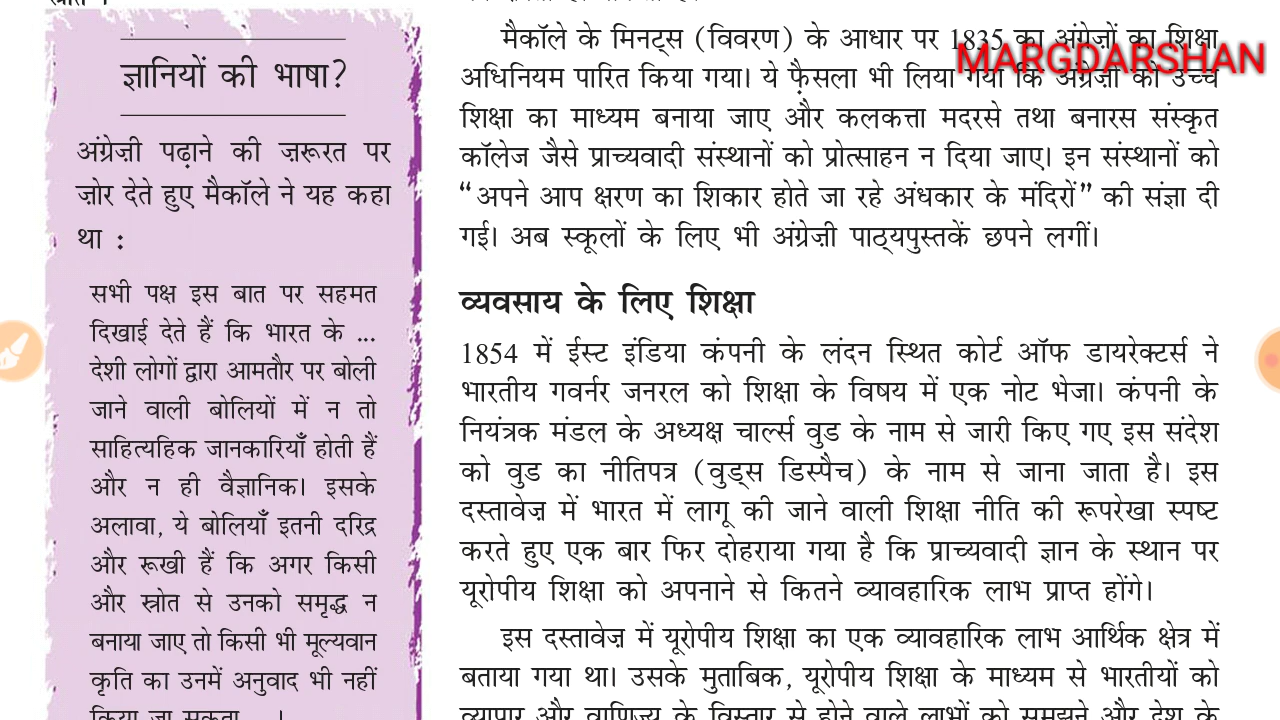 ज्ञानियों की भाषा?
अंग्रेज़ी पढ़ाने की ज़रूरत पर
ज़ोर देते हुए मैकॉले ने यह कहा
था :
सभी पक्ष इस बात पर सहमत
दिखाई देते हैं कि भारत के ...
देशी लोगों द्वारा आमतौर पर बोली
जाने वाली बोलियों में न तो
साहित्यहिक जानकारियाँ होती हैं
और न ही वैज्ञानिक। इसके
अलावा, ये बोलियाँ इतनी दरिद्र
और रूखी हैं कि अगर किसी
और स्रोत से उनको समृद्ध न
बनाया जाए तो किसी भी मूल्यवान
कृति का उनमें अनुवाद भी नहीं
किया जा सकता ...।
मैकॉले के मिनट्स (विवरण) के आधार पर 1835 का अंग्रेज़ों का शिक्षा
MARGDARSHAN
अधिनियम पारित किया गया। ये फ़ैसला भी लिया गया कि अंग्रेज़ी को उच्च
शिक्षा का माध्यम बनाया जाए और कलकत्ता मदरसे तथा बनारस संस्कृत
कॉलेज जैसे प्राच्यवादी संस्थानों को प्रोत्साहन न दिया जाए। इन संस्थानों को
“अपने आप क्षरण का शिकार होते जा रहे अंधकार के मंदिरों” की संज्ञा दी
गई। अब स्कूलों के लिए भी अंग्रेज़ी पाठ्यपुस्तकें छपने लगीं।
व्यवसाय के लिए शिक्षा
1854 में ईस्ट इंडिया कंपनी के लंदन स्थित कोर्ट ऑफ डायरेक्टर्स ने
भारतीय गवर्नर जनरल को शिक्षा के विषय में एक नोट भेजा। कंपनी के
नियंत्रक मंडल के अध्यक्ष चार्ल्स वुड के नाम से जारी किए गए इस संदेश
को वुड का नीतिपत्र (वुड्स डिस्पैच) के नाम से जाना जाता है। इस
दस्तावेज़ में भारत में लागू की जाने वाली शिक्षा नीति की रूपरेखा स्पष्ट
करते हुए एक बार फिर दोहराया गया है कि प्राच्यवादी ज्ञान के स्थान पर
यूरोपीय शिक्षा को अपनाने से कितने व्यावहारिक लाभ प्राप्त होंगे।
इस दस्तावेज़ में यूरोपीय शिक्षा का एक व्यावहारिक लाभ आर्थिक क्षेत्र में
बताया गया था। उसके मुताबिक, यूरोपीय शिक्षा के माध्यम से भारतीयों को
व्यापार और वाणिज्य के विस्तार से होने वाले लाभों को समझने और देश के